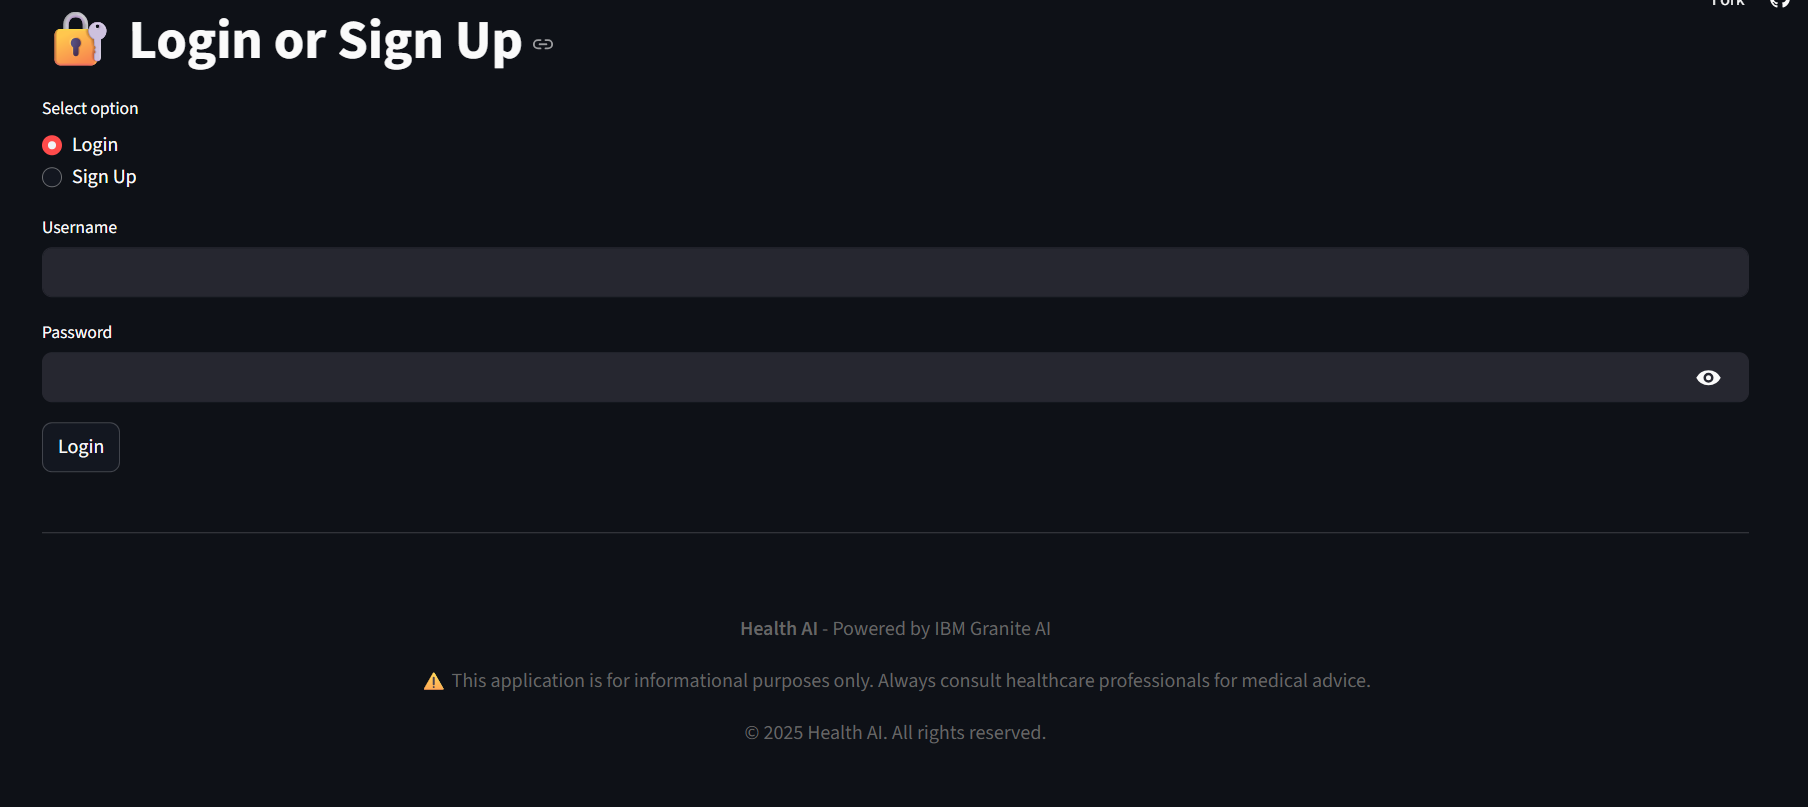 Fork
Login or Sign Up
Select option
Login
Sign Up
Username
Password
Login
Health AI - Powered by IBM Granite AI
This application is for informational purposes only. Always consult healthcare professionals for medical advice.
© 2025 Health AI. All rights reserved.